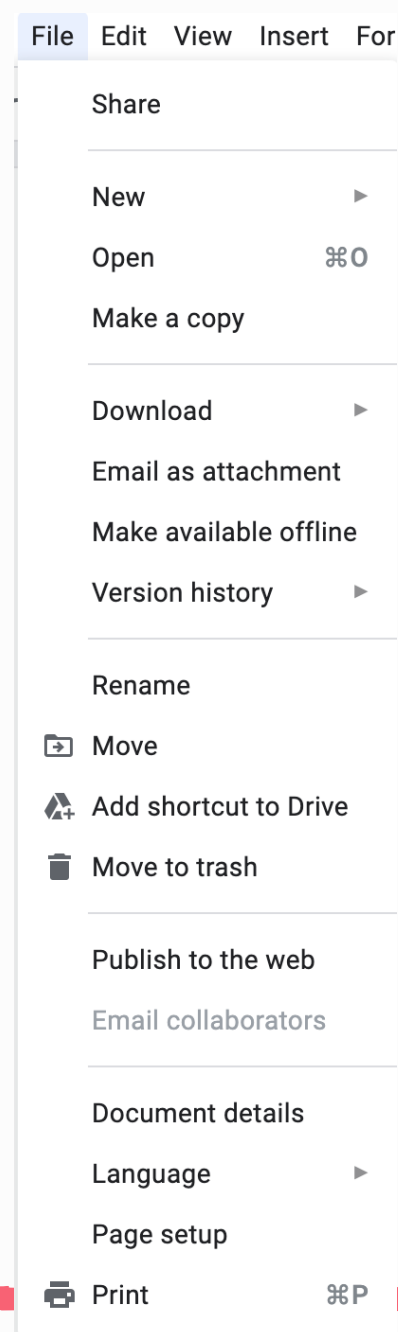 File Edit View Insert For
Share
New ►
Open ⌘O
Make a copy
Download ►
Email as attachment
Make available offline
Version history ►
Rename
Move
Add shortcut to Drive
Move to trash
Publish to the web
Email collaborators
Document details
Language ►
Page setup
Print ⌘P